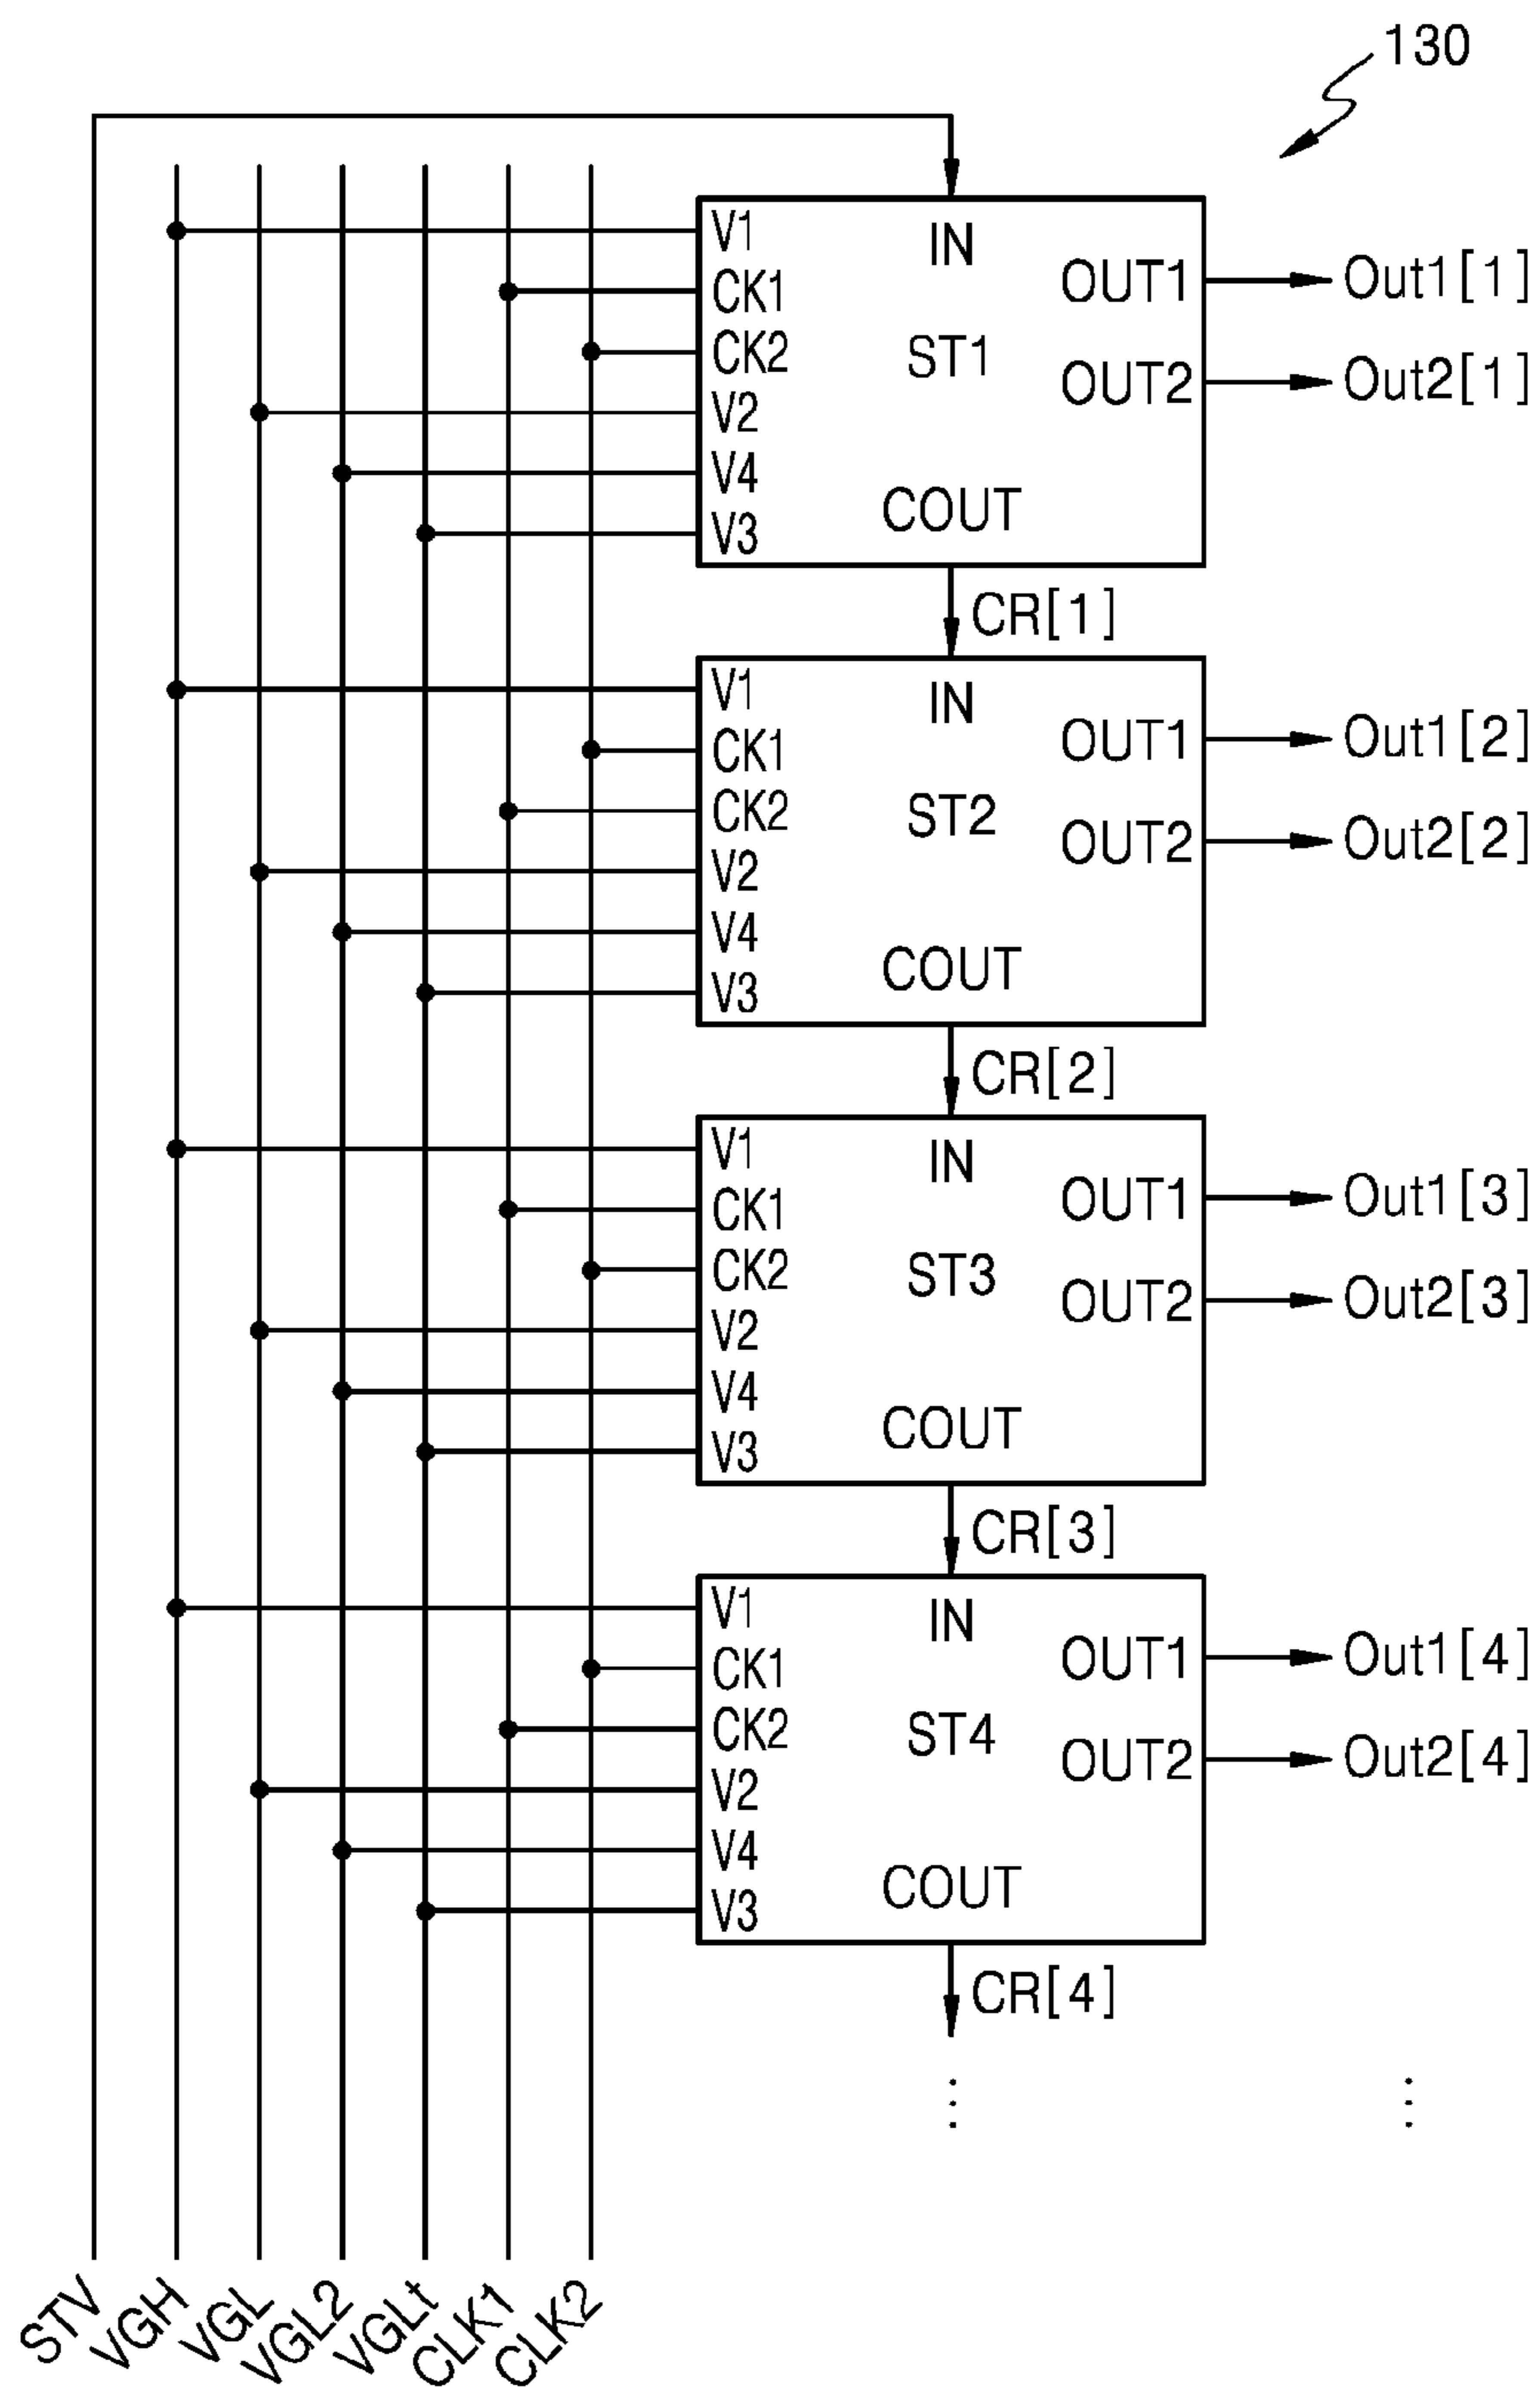 130
V1
IN
CK1
OUT1
Out1[1]
CK2
ST1
OUT2
Out2[1]
V2
V4
COUT
V3
CR[1]
V1
IN
CK1
OUT1
Out1[2]
CK2
ST2
OUT2
Out2[2]
V2
V4
COUT
V3
CR[2]
V1
IN
CK1
OUT1
Out1[3]
CK2
ST3
OUT2
Out2[3]
V2
V4
COUT
V3
CR[3]
V1
IN
CK1
OUT1
Out1[4]
CK2
ST4
OUT2
Out2[4]
V2
V4
COUT
V3
CR[4]
STV
VGH
VGL
VGL2
VGLt
CLK1
CLK2